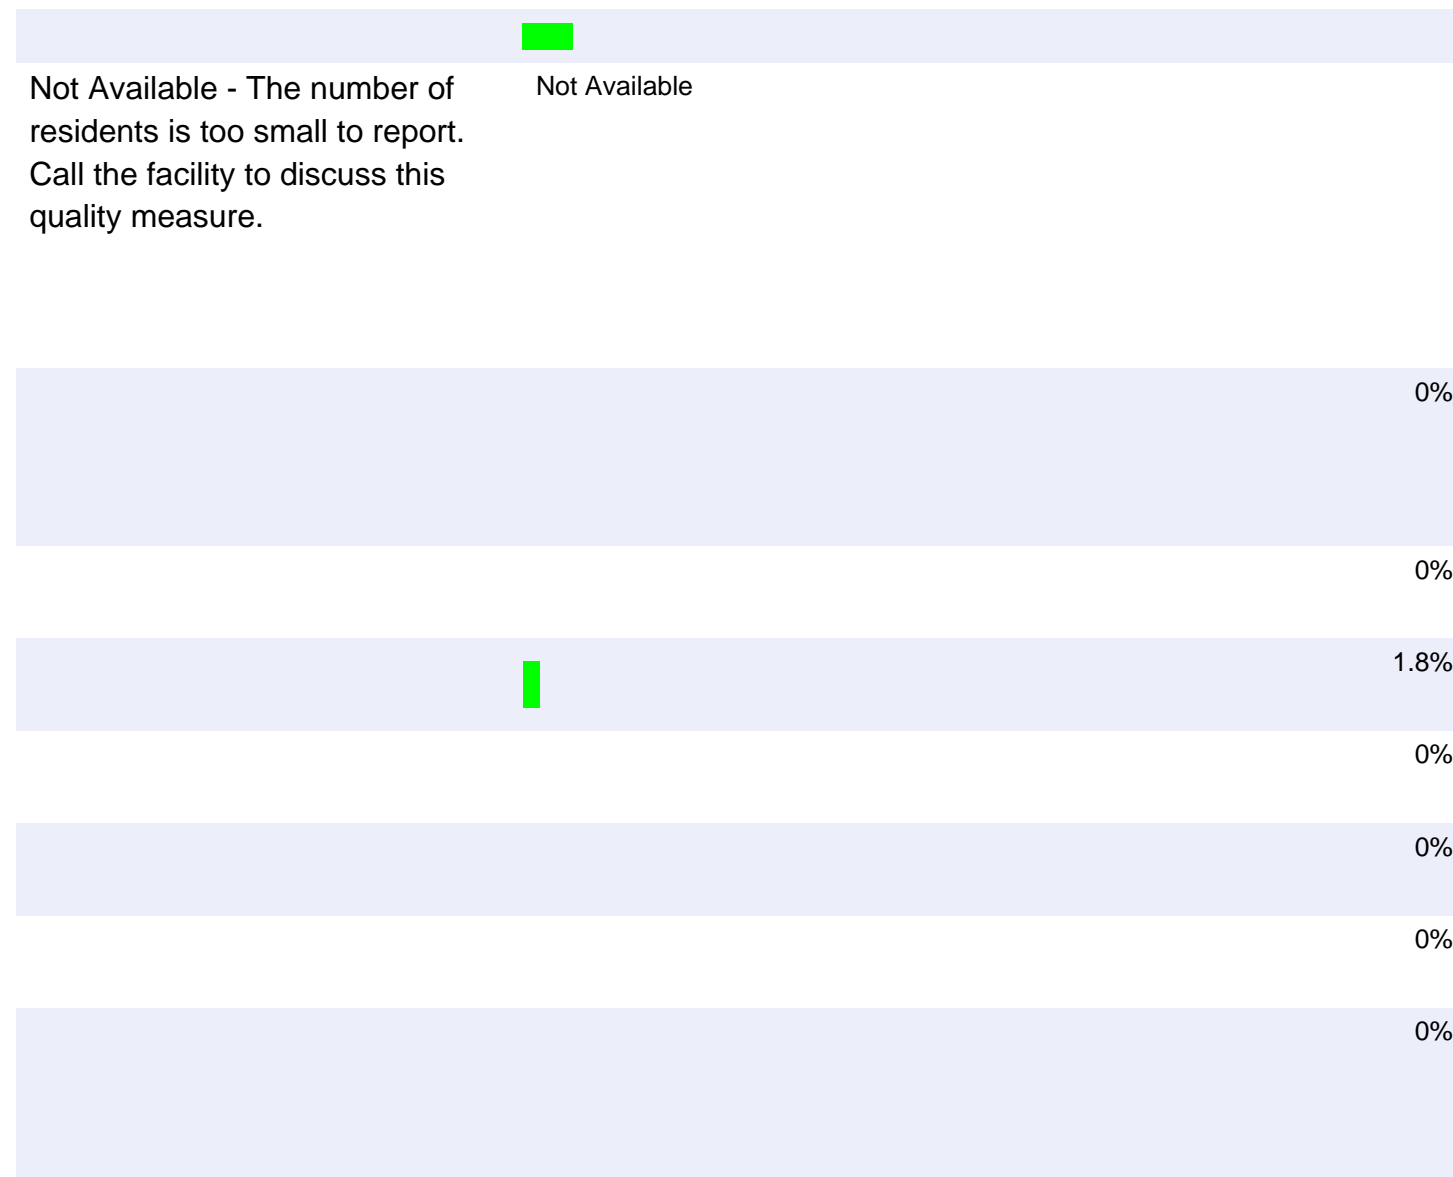 Not Available - The number of
residents is too small to report.
Call the facility to discuss this
quality measure.
Not Available
0%
0%
1.8%
0%
0%
0%
0%